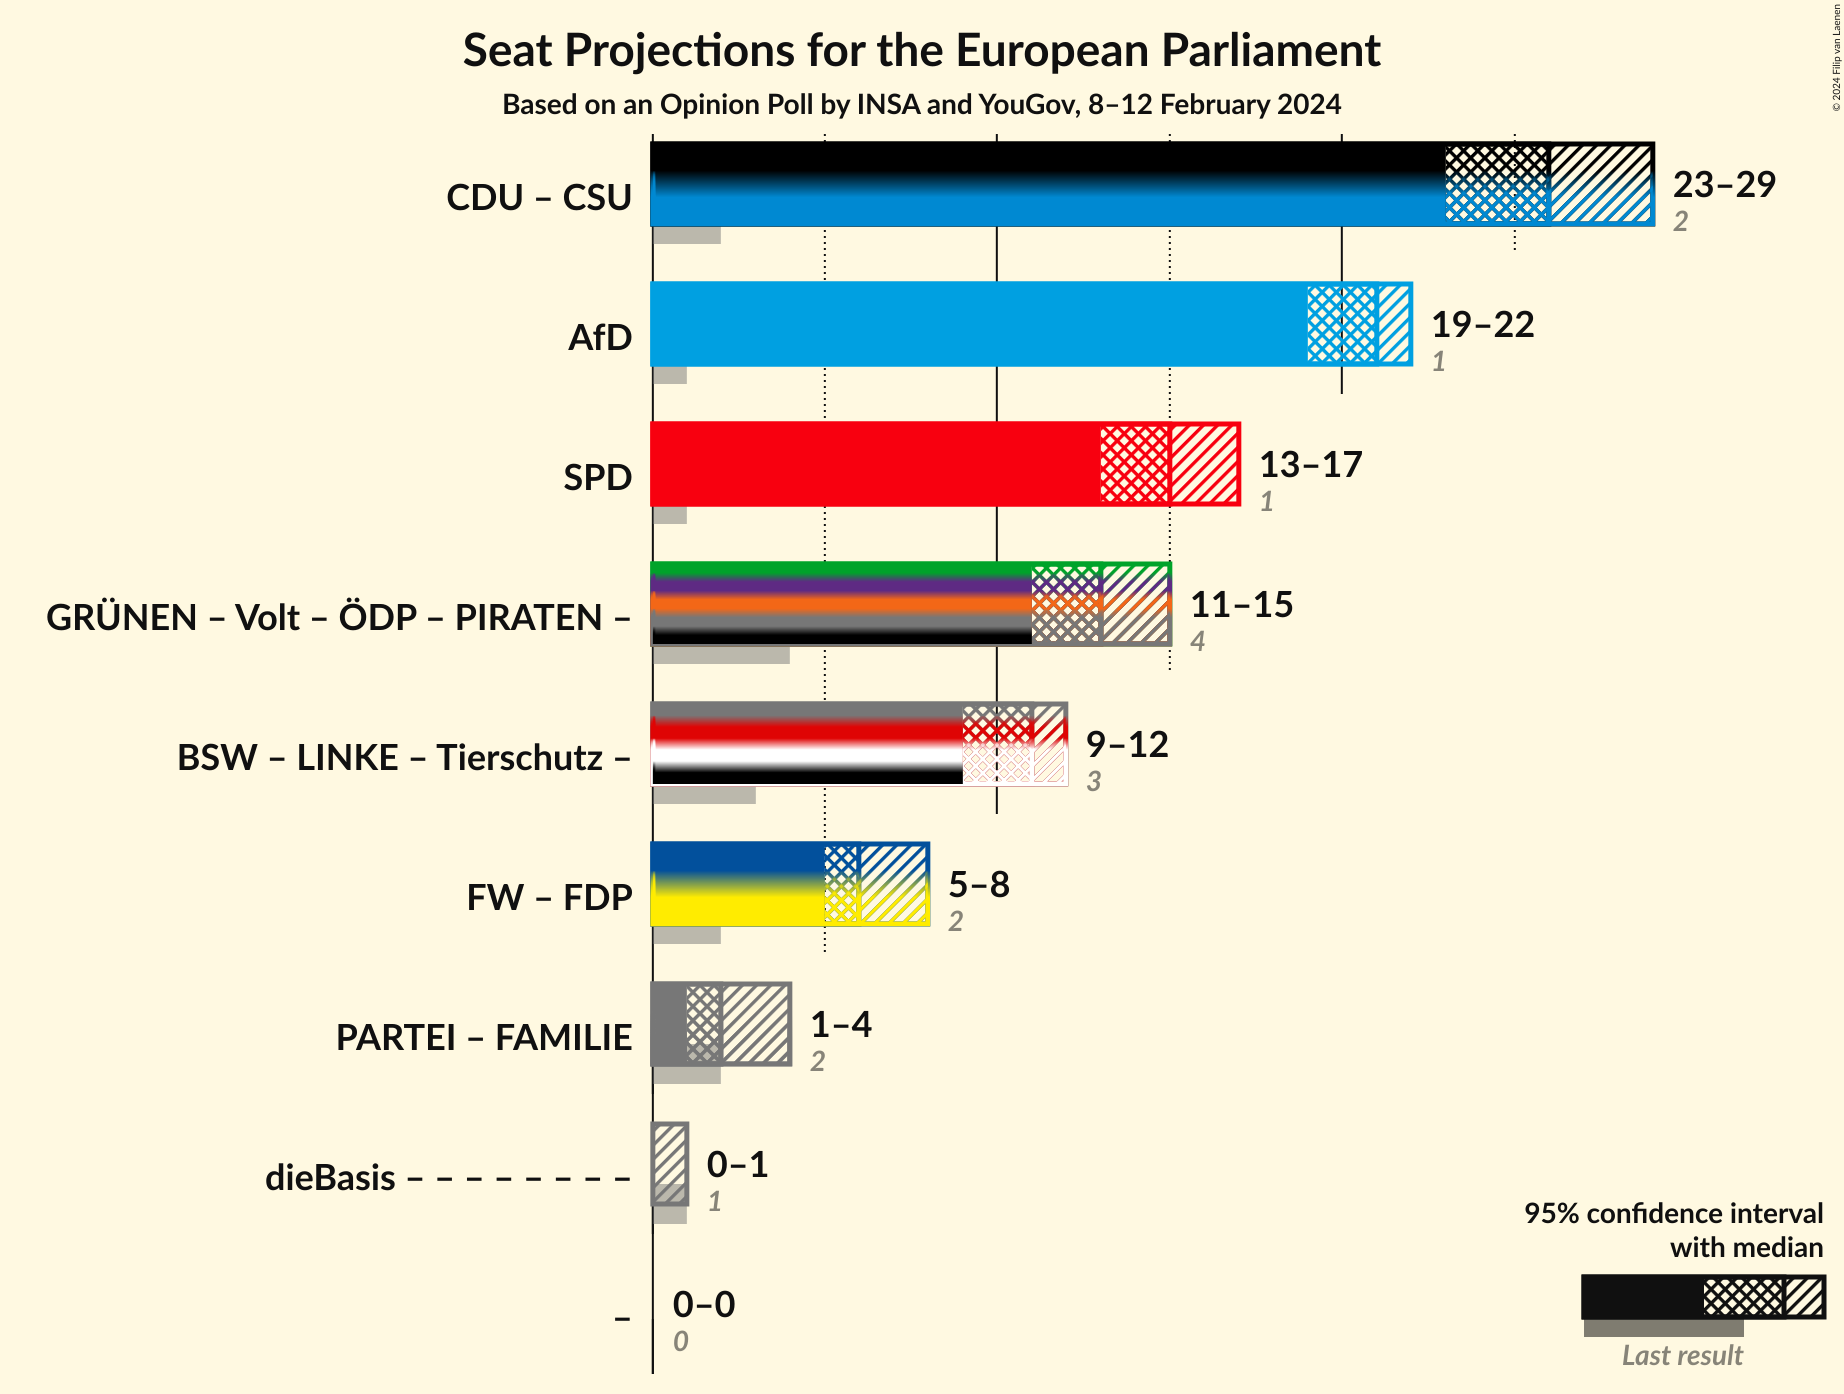 Seat Projections for the European Parliament
Based on an Opinion Poll by INSA and YouGov, 8–12 February 2024
© 2024 Filip van Laenen
CDU – CSU
23–29
2
AfD
19–22
1
SPD
13–17
1
GRÜNEN – Volt – ÖDP – PIRATEN –
11–15
4
BSW – LINKE – Tierschutz –
9–12
3
FW – FDP
5–8
2
PARTEI – FAMILIE
1–4
2
dieBasis – – – – – – – –
0–1
1
–
0–0
0
95% confidence interval
with median
Last result